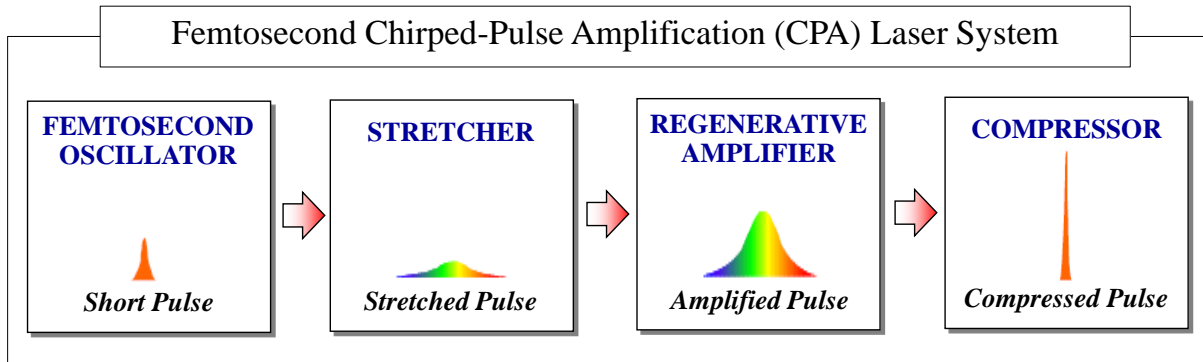 Femtosecond Chirped-Pulse Amplification (CPA) Laser System
FEMTOSECOND
OSCILLATOR
Short Pulse
STRETCHER
Stretched Pulse
REGENERATIVE
AMPLIFIER
Amplified Pulse
COMPRESSOR
Compressed Pulse